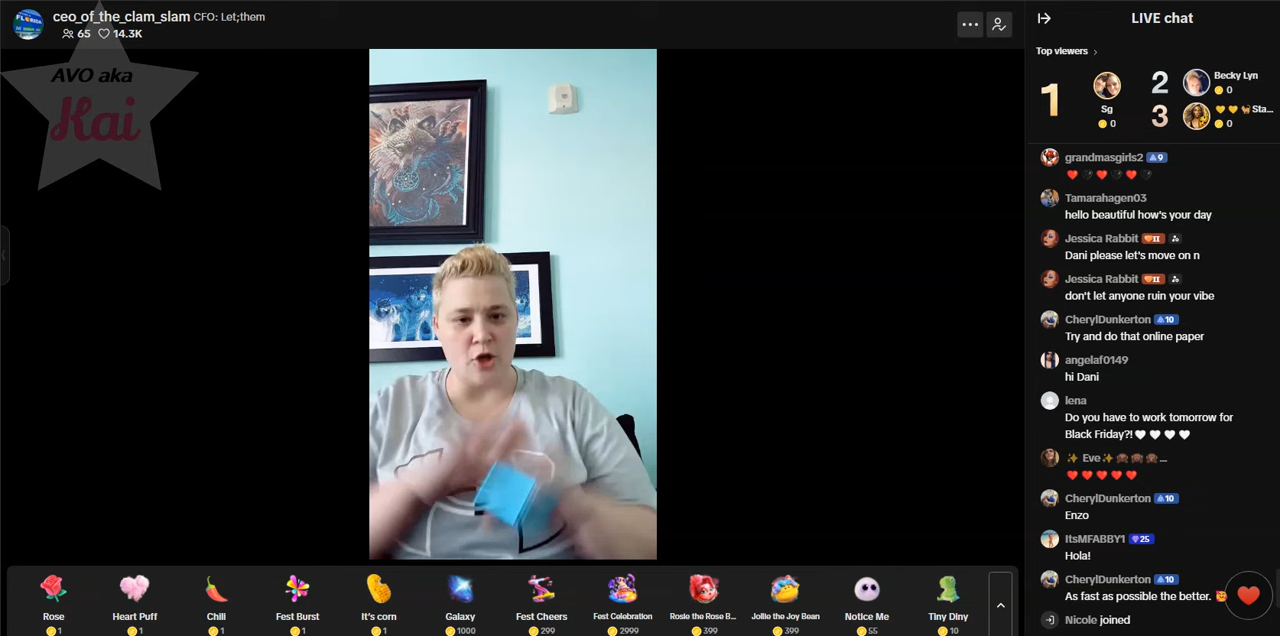 ceo_of_the_clam_slam CFO: Let;them
65 14.3K
AVO aka
Kai
LIVE chat
Top viewers
1
Sg
0
2
Becky Lyn
0
3
Sta...
0
grandmasgirls2 9
Tamarahagen03
hello beautiful how's your day
Jessica Rabbit II
Dani please let's move on n
Jessica Rabbit II
don't let anyone ruin your vibe
CherylDunkerton 10
Try and do that online paper
angelaf0149
hi Dani
lena
Do you have to work tomorrow for
Black Friday?!
Eve ...
CherylDunkerton 10
Enzo
ItsMFABBY1 25
Hola!
CherylDunkerton 10
As fast as possible the better.
Nicole joined
Rose
1
Heart Puff
1
Chili
1
Fest Burst
1
It's corn
1
Galaxy
1000
Fest Cheers
299
Fest Celebration
2999
Rosie the Rose B...
399
Jollie the Joy Bean
399
Notice Me
55
Tiny Diny
10